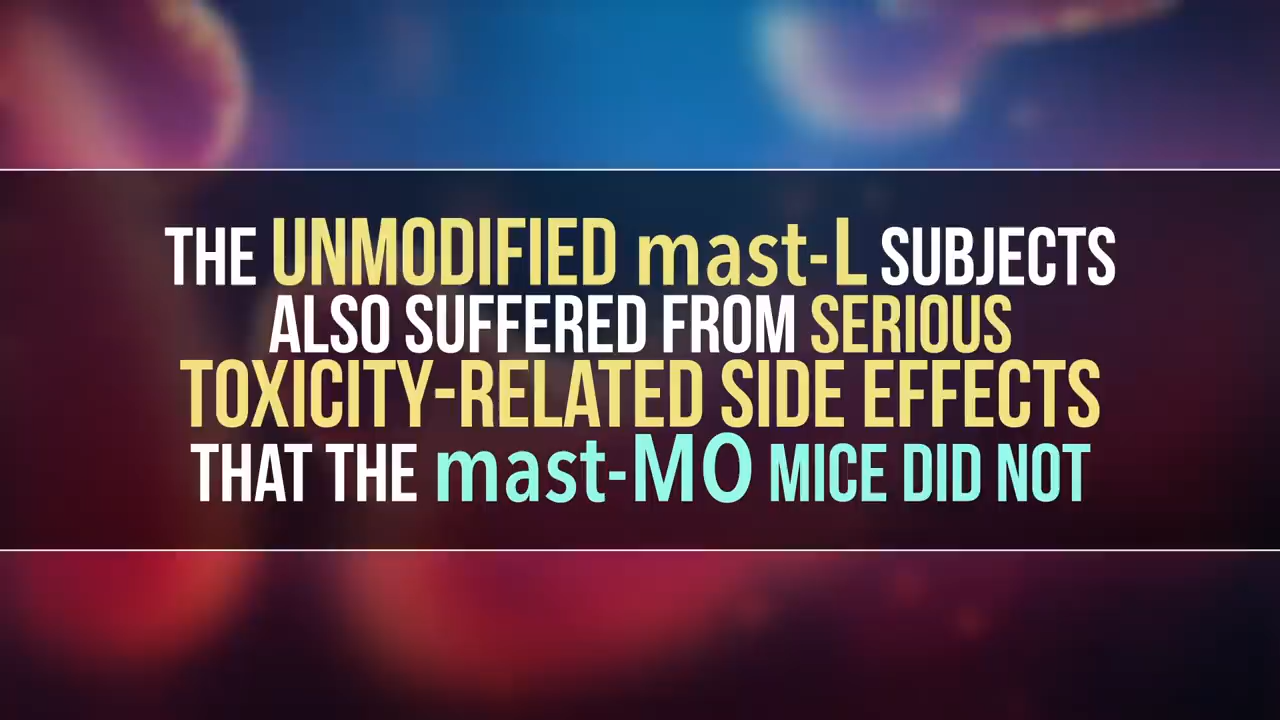 THE UNMODIFIED mast-L SUBJECTS
ALSO SUFFERED FROM SERIOUS
TOXICITY-RELATED SIDE EFFECTS
THAT THE mast-MO MICE DID NOT